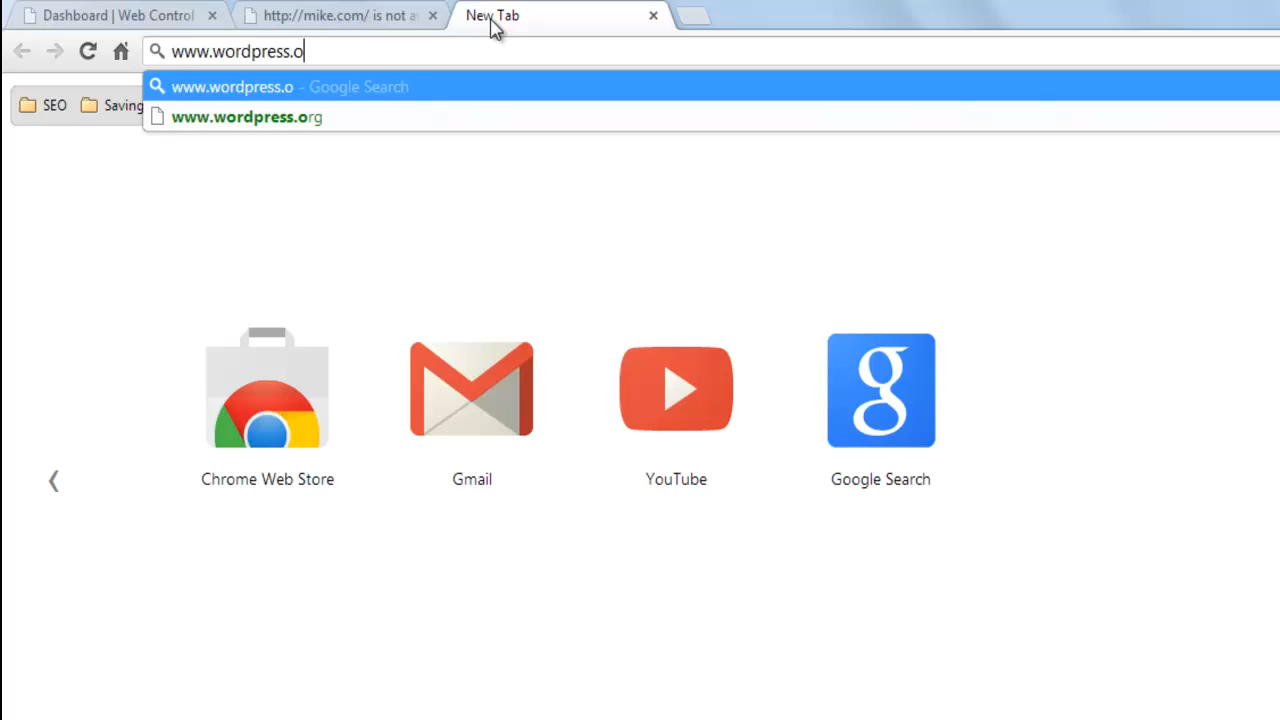 Dashboard | Web Control
http://mike.com/ is not a
New Tab
www.wordpress.o
www.wordpress.o - Google Search
www.wordpress.org
SEO
Saving
Chrome Web Store
Gmail
YouTube
Google Search